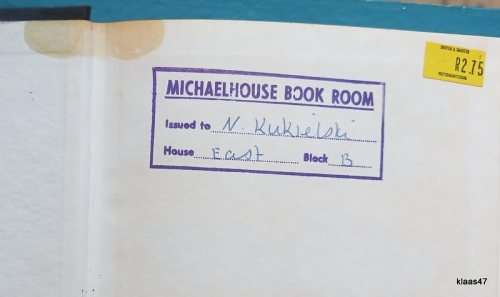 R2.75
MICHAELHOUSE BOOK ROOM
Issued to N. Kukielski
House East Block B
klaas47